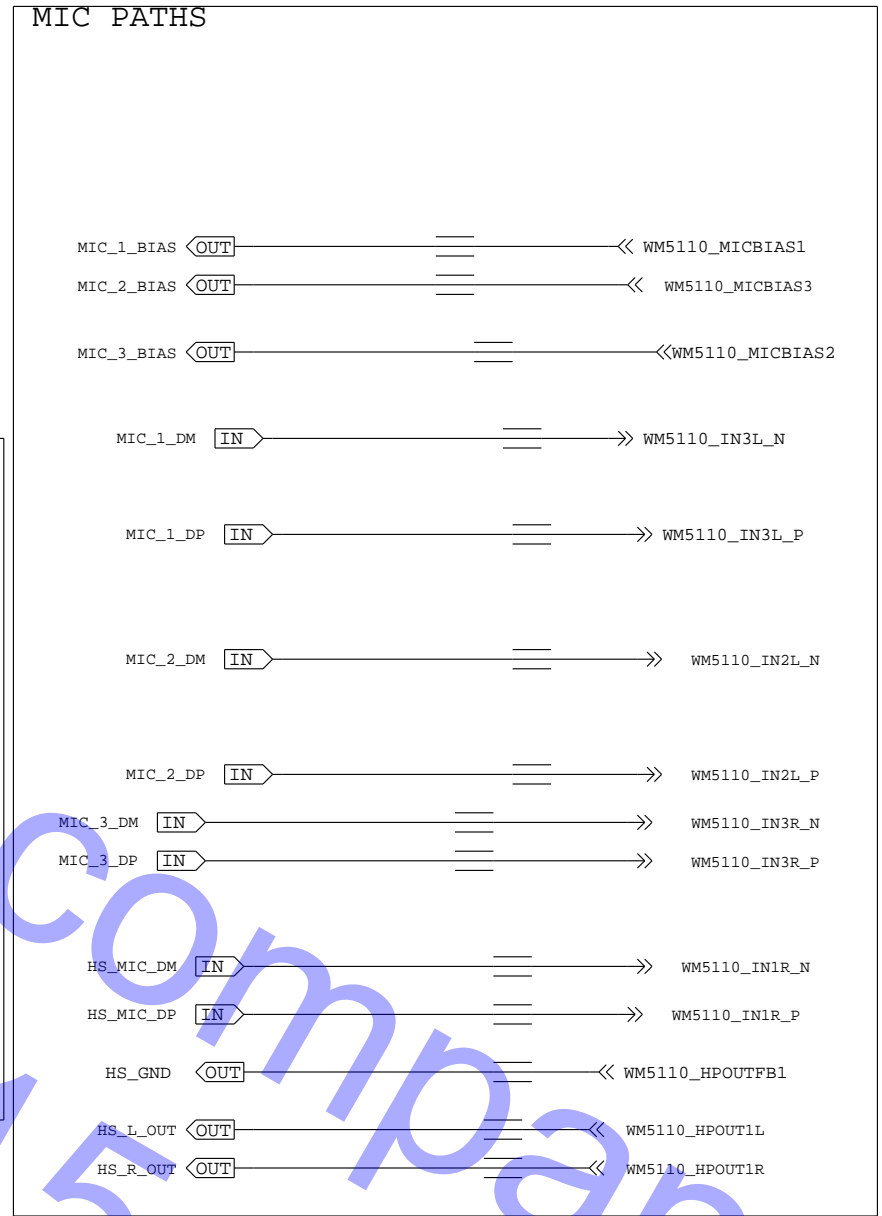 MIC PATHS
MIC_1_BIAS OUT WM5110_MICBIAS1
MIC_2_BIAS OUT WM5110_MICBIAS3
MIC_3_BIAS OUT WM5110_MICBIAS2
MIC_1_DM IN WM5110_IN3L_N
MIC_1_DP IN WM5110_IN3L_P
MIC_2_DM IN WM5110_IN2L_N
MIC_2_DP IN WM5110_IN2L_P
MIC_3_DM IN WM5110_IN3R_N
MIC_3_DP IN WM5110_IN3R_P
HS_MIC_DM IN WM5110_IN1R_N
HS_MIC_DP IN WM5110_IN1R_P
HS_GND OUT WM5110_HPOUTFB1
HS_L_OUT OUT WM5110_HPOUT1L
HS_R_OUT OUT WM5110_HPOUT1R